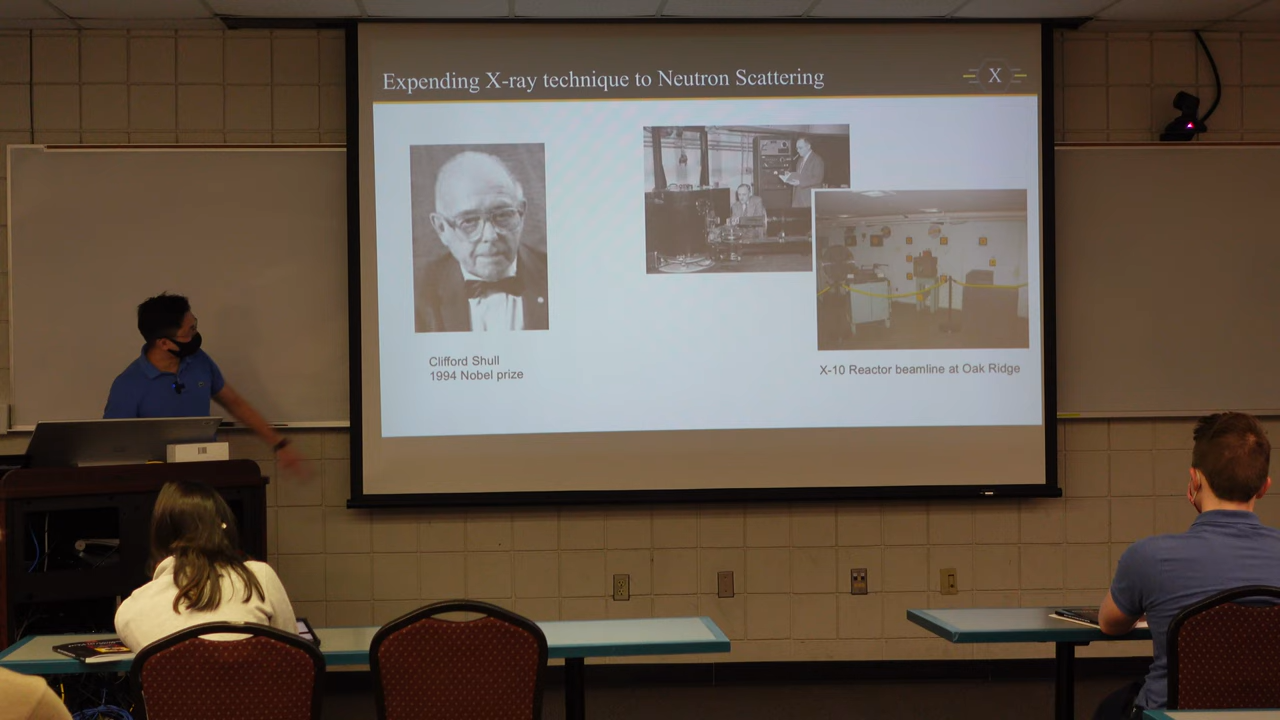 Expending X-ray technique to Neutron Scattering
X
Clifford Shull
1994 Nobel prize
X-10 Reactor beamline at Oak Ridge